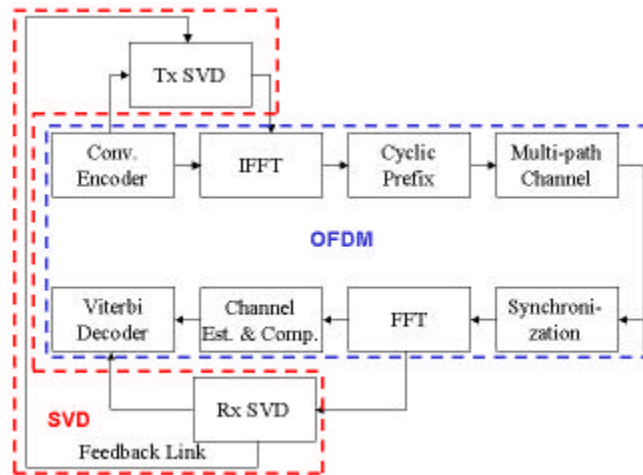 Tx SVD
Conv.
Encoder
IFFT
Cyclic
Prefix
Multi-path
Channel
OFDM
Viterbi
Decoder
Channel
Est. & Comp.
FFT
Synchroni-
zation
Rx SVD
SVD
Feedback Link